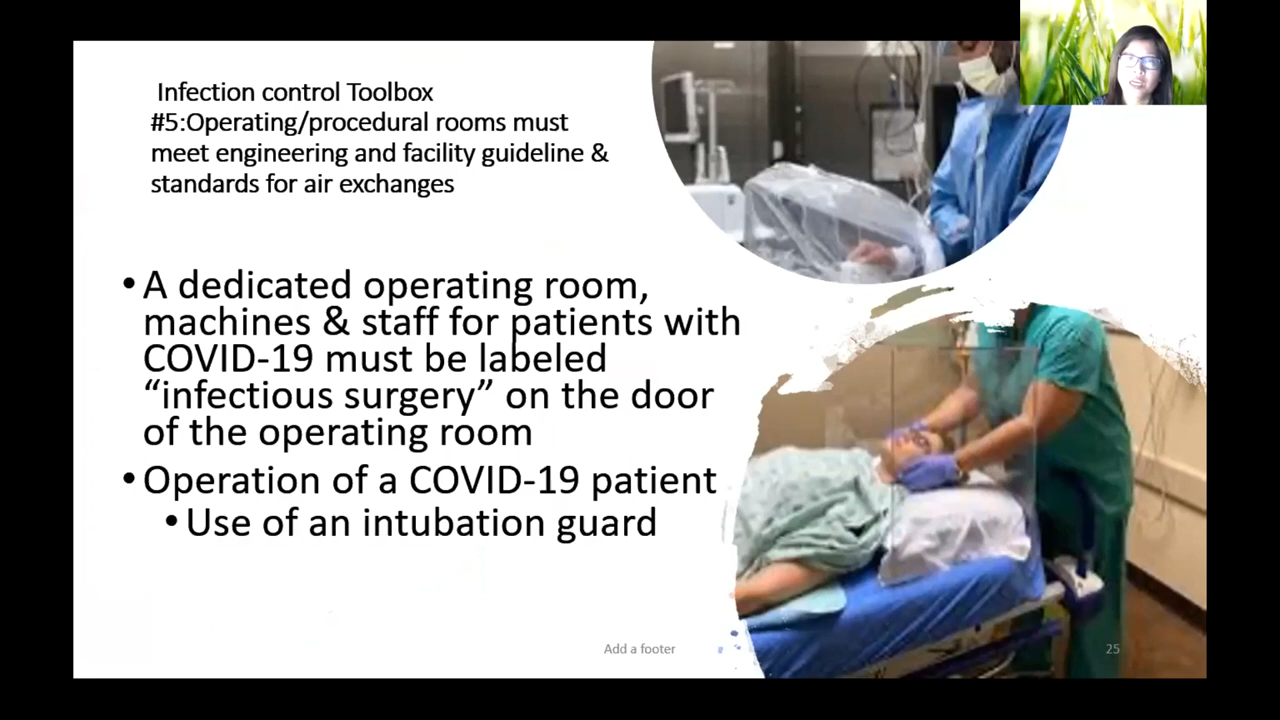 Infection control Toolbox
#5:Operating/procedural rooms must
meet engineering and facility guideline &
standards for air exchanges
• A dedicated operating room,
machines & staff for patients with
COVID-19 must be labeled
“infectious surgery” on the door
of the operating room
• Operation of a COVID-19 patient
• Use of an intubation guard
Add a footer
25